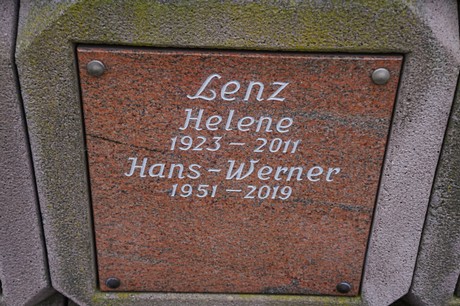 Lenz
Helene
1923 – 2011
Hans-Werner
1951 – 2019